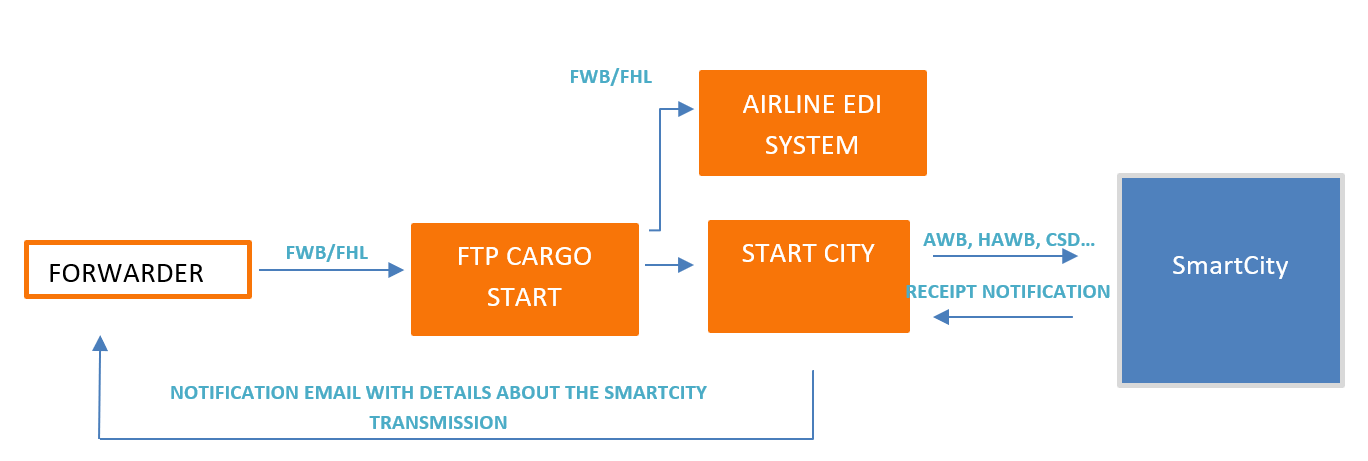 FWB/FHL
AIRLINE EDI
SYSTEM
FORWARDER
FWB/FHL
FTP CARGO
START
START CITY
AWB, HAWB, CSD...
RECEIPT NOTIFICATION
SmartCity
NOTIFICATION EMAIL WITH DETAILS ABOUT THE SMARTCITY
TRANSMISSION